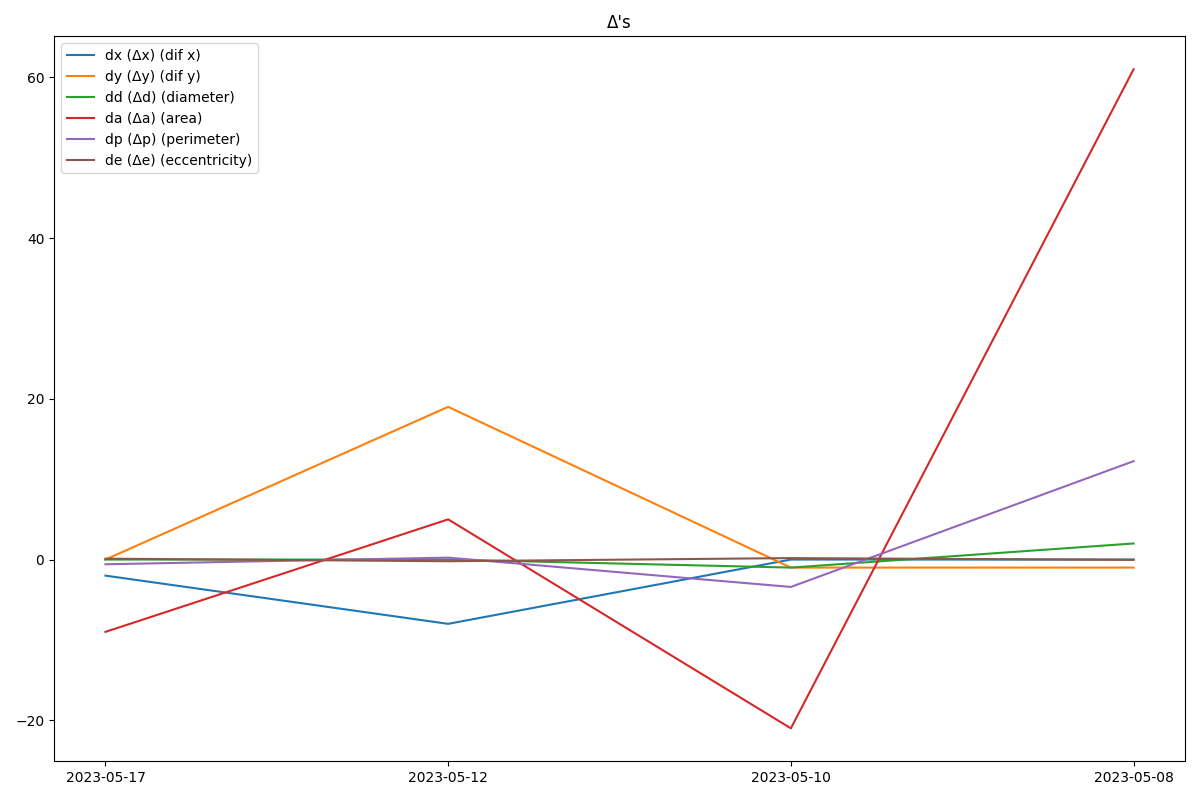 Δ's
dx (Δx) (dif x)
dy (Δy) (dif y)
dd (Δd) (diameter)
da (Δa) (area)
dp (Δp) (perimeter)
de (Δe) (eccentricity)
60
40
20
0
−20
2023-05-17 2023-05-12 2023-05-10 2023-05-08